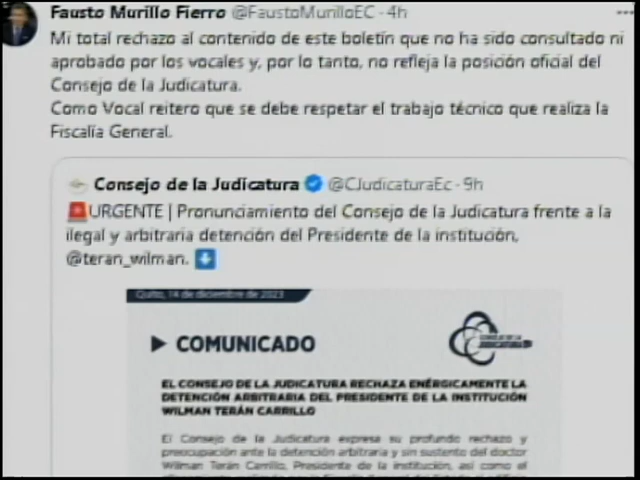 Fausto Murillo Fierro @FaustoMurilloEC · 4h
Mi total rechazo al contenido de este boletín que no ha sido consultado ni
aprobado por los vocales y, por lo tanto, no refleja la posición oficial del
Consejo de la Judicatura.
Como Vocal reitero que se debe respetar el trabajo técnico que realiza la
Fiscalía General.
Consejo de la Judicatura @CJudicaturaEc · 9h
URGENTE | Pronunciamiento del Consejo de la Judicatura frente a la
ilegal y arbitraria detención del Presidente de la institución,
@teran_wilman.
Quito, 14 de diciembre de 2023
COMUNICADO
CONSEJO DE LA
JUDICATURA
EL CONSEJO DE LA JUDICATURA RECHAZA ENÉRGICAMENTE LA
DETENCIÓN ARBITRARIA DEL PRESIDENTE DE LA INSTITUCIÓN
WILMAN TERÁN CARRILLO
El Consejo de la Judicatura expresa su profundo rechazo y
preocupación ante la detención arbitraria y sin sustento del doctor
Wilman Terán Carrillo, Presidente de la institución, así como el